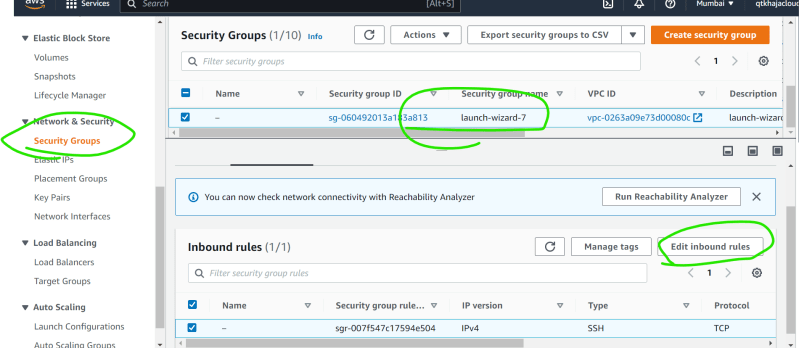 aws Services Search [Alt+S] Mumbai qtkhajacloud
Elastic Block Store
Volumes
Snapshots
Lifecycle Manager
Network & Security
Security Groups
Elastic IPs
Placement Groups
Key Pairs
Network Interfaces
Load Balancing
Load Balancers
Target Groups
Auto Scaling
Launch Configurations
Auto Scaling Groups
Security Groups (1/10) Info Actions Export security groups to CSV Create security group
Filter security groups
1
Name Security group ID Security group name VPC ID Description
– sg-060492013a183a813 launch-wizard-7 vpc-0263a09e73d00080c launch-wizard
You can now check network connectivity with Reachability Analyzer Run Reachability Analyzer
Inbound rules (1/1) Manage tags Edit inbound rules
Filter security group rules
1
Name Security group rule... IP version Type Protocol
– sgr-007f547c17594e504 IPv4 SSH TCP